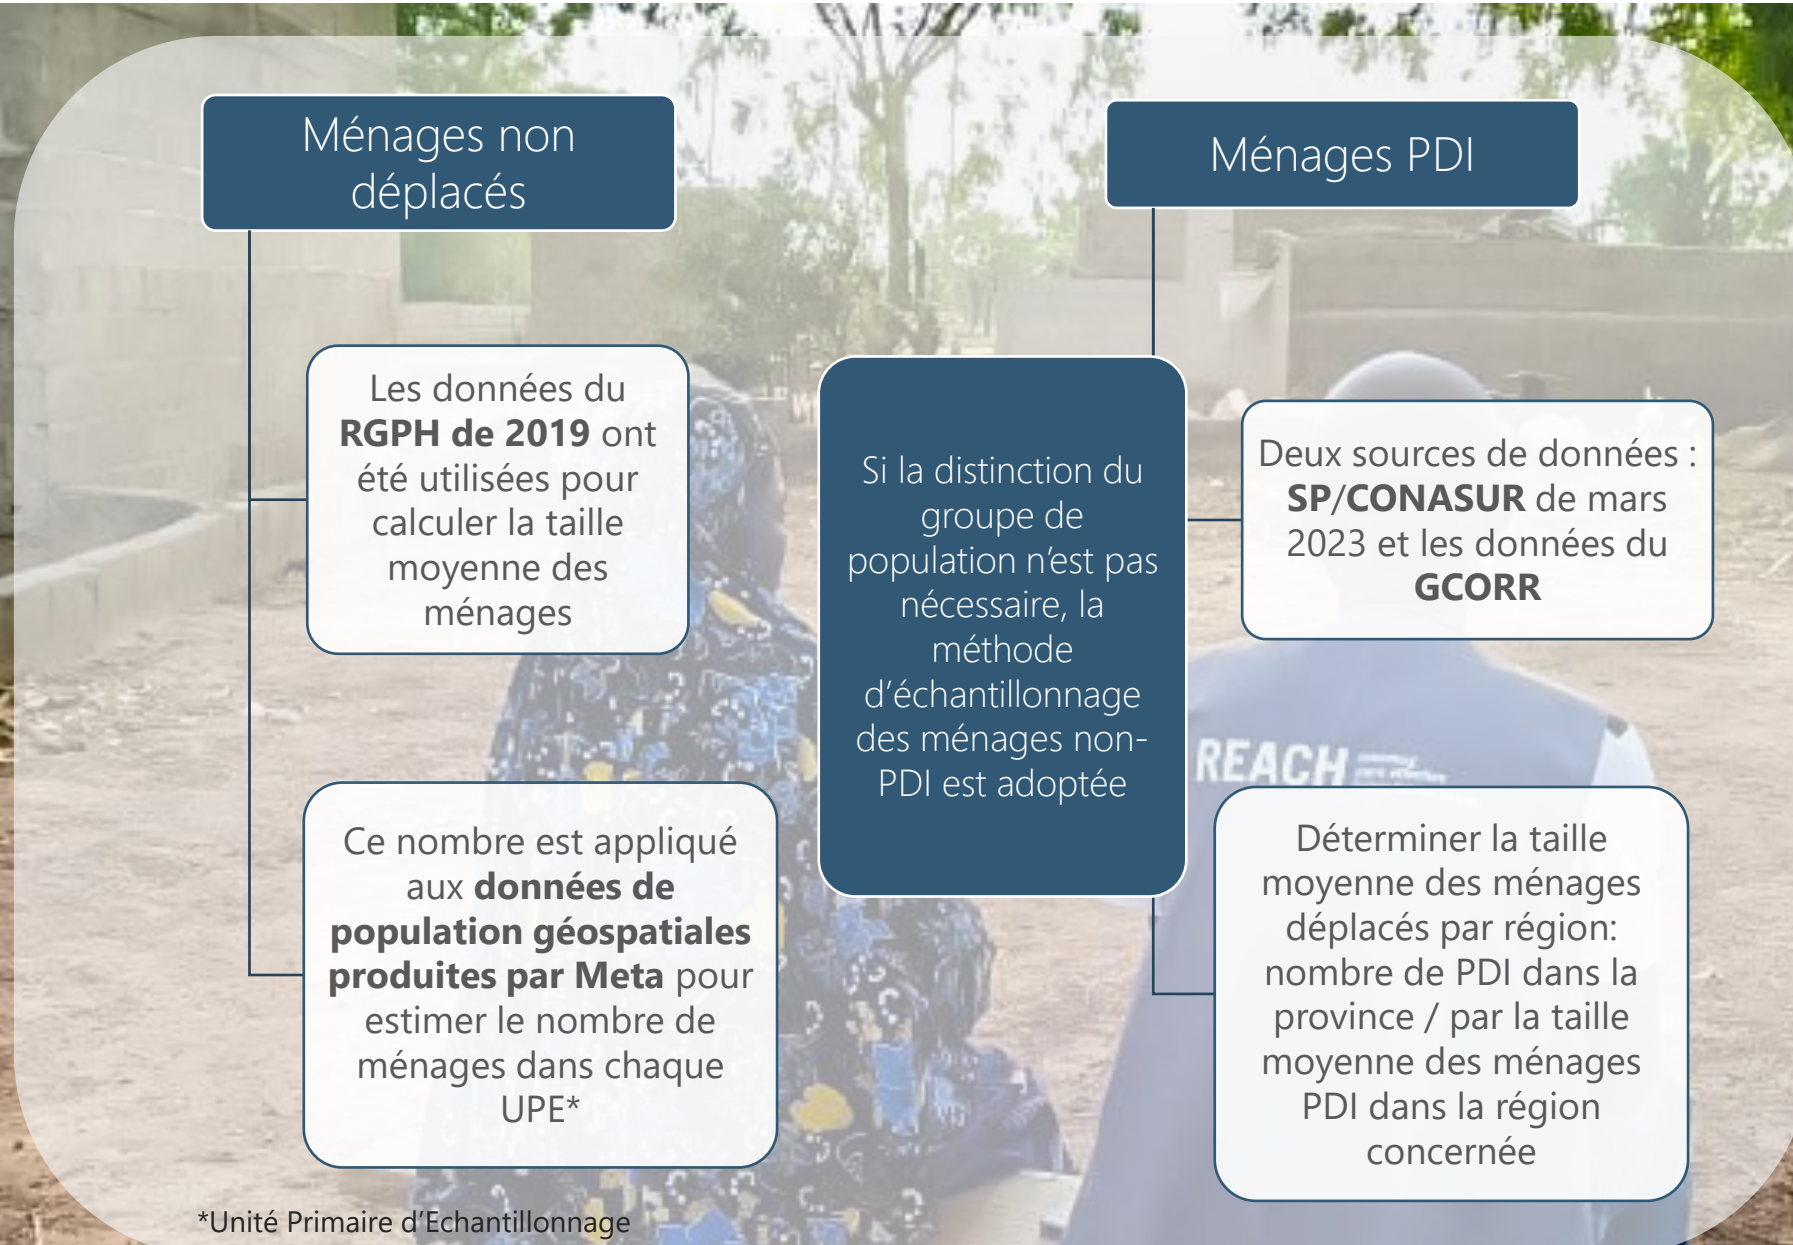 Ménages non
déplacés
Les données du
RGPH de 2019 ont
été utilisées pour
calculer la taille
moyenne des
ménages
Ce nombre est appliqué
aux données de
population géospatiales
produites par Meta pour
estimer le nombre de
ménages dans chaque
UPE*
*Unité Primaire d'Echantillonnage
Si la distinction du
groupe de
population n’est pas
nécessaire, la
méthode
d’échantillonnage
des ménages non-
PDI est adoptée
Ménages PDI
Deux sources de données :
SP/CONASUR de mars
2023 et les données du
GCORR
REACH
Déterminer la taille
moyenne des ménages
déplacés par région:
nombre de PDI dans la
province / par la taille
moyenne des ménages
PDI dans la région
concernée